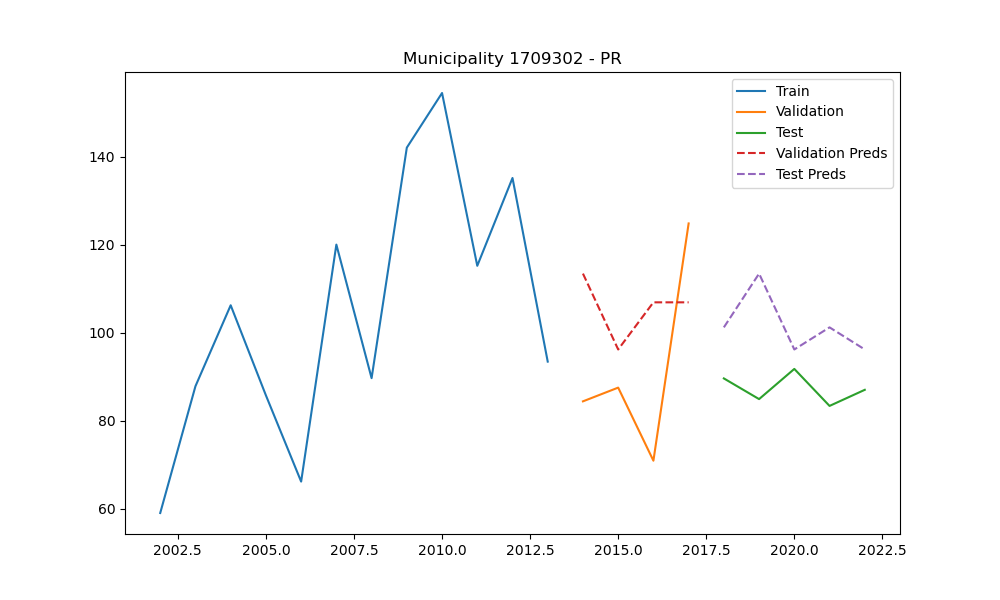 Municipality 1709302 - PR
Train
Validation
Test
Validation Preds
Test Preds
140
120
100
80
60
2002.5 2005.0 2007.5 2010.0 2012.5 2015.0 2017.5 2020.0 2022.5